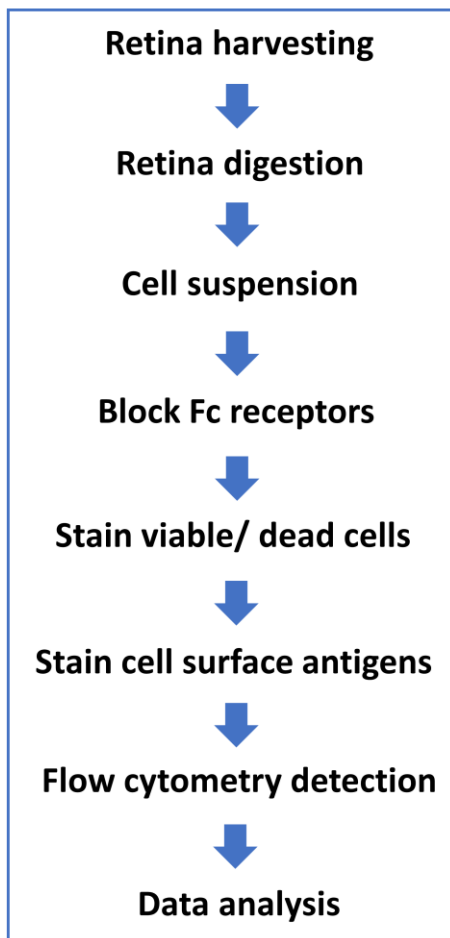 Retina harvesting
Retina digestion
Cell suspension
Block Fc receptors
Stain viable/ dead cells
Stain cell surface antigens
Flow cytometry detection
Data analysis